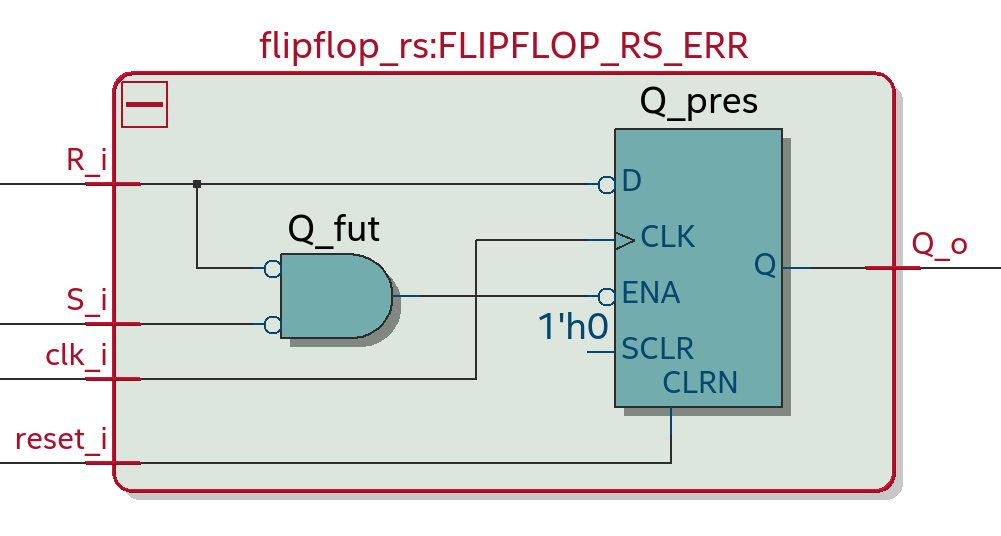 flipflop_rs:FLIPFLOP_RS_ERR
Q_pres
R_i
D
Q_fut
CLK
Q_o
Q
S_i
ENA
1'h0
clk_i
SCLR
CLRN
reset_i